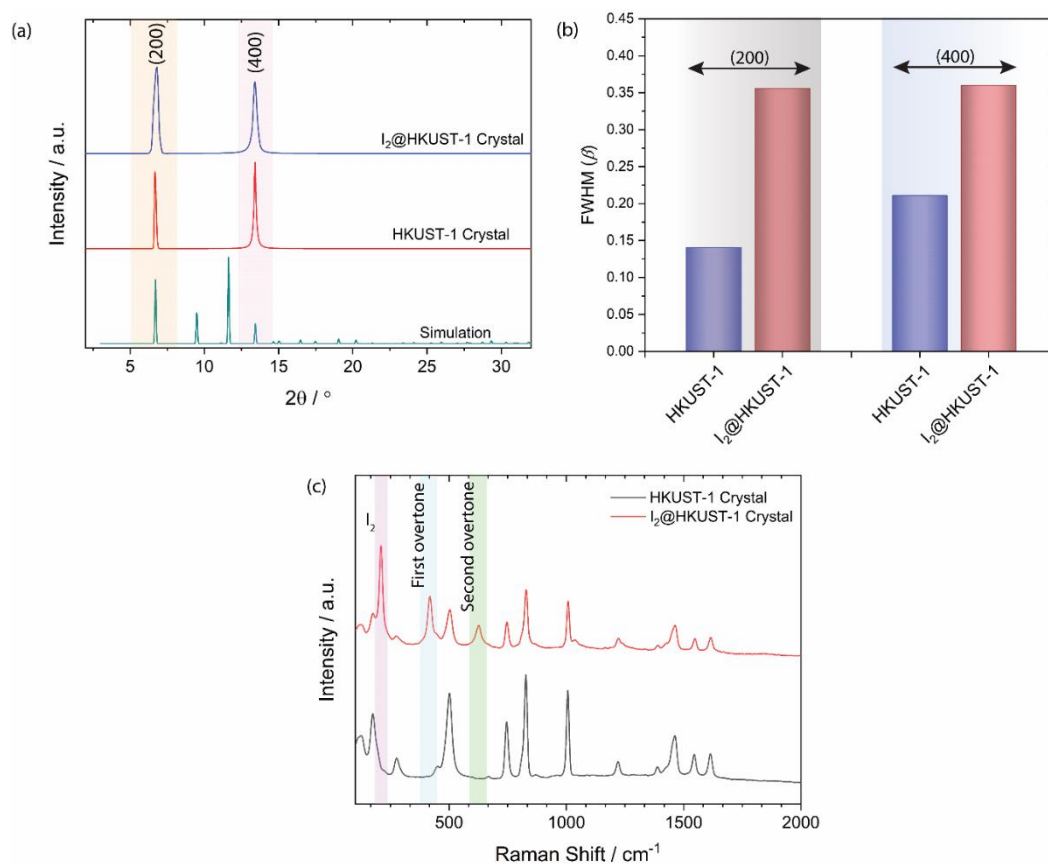 (a)
(200)
(400)
I₂@HKUST-1 Crystal
HKUST-1 Crystal
Simulation
Intensity / a.u.
5 10 15 20 25 30
2θ / °
(b)
0.45
0.40
0.35
0.30
0.25
0.20
0.15
0.10
0.05
0.00
FWHM (β)
(200)
(400)
HKUST-1
I₂@HKUST-1
HKUST-1
I₂@HKUST-1
(c)
I₂
First overtone
Second overtone
HKUST-1 Crystal
I₂@HKUST-1 Crystal
Intensity / a.u.
500 1000 1500 2000
Raman Shift / cm⁻¹